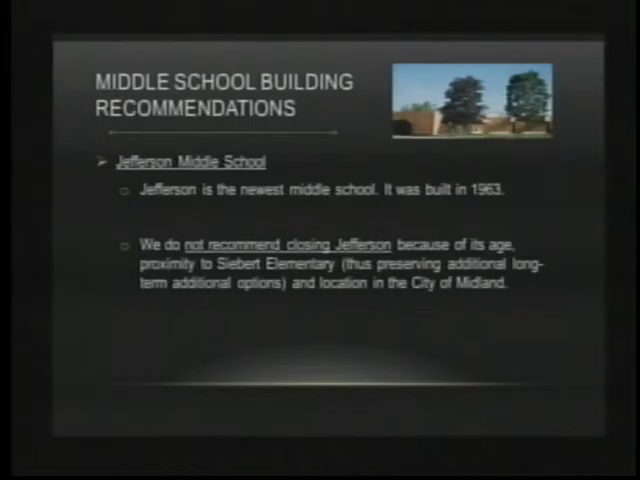 MIDDLE SCHOOL BUILDING
RECOMMENDATIONS
Jefferson Middle School
Jefferson is the newest middle school. It was built in 1963.
We do not recommend closing Jefferson because of its age,
proximity to Siebert Elementary (thus preserving additional long-
term additional options) and location in the City of Midland.